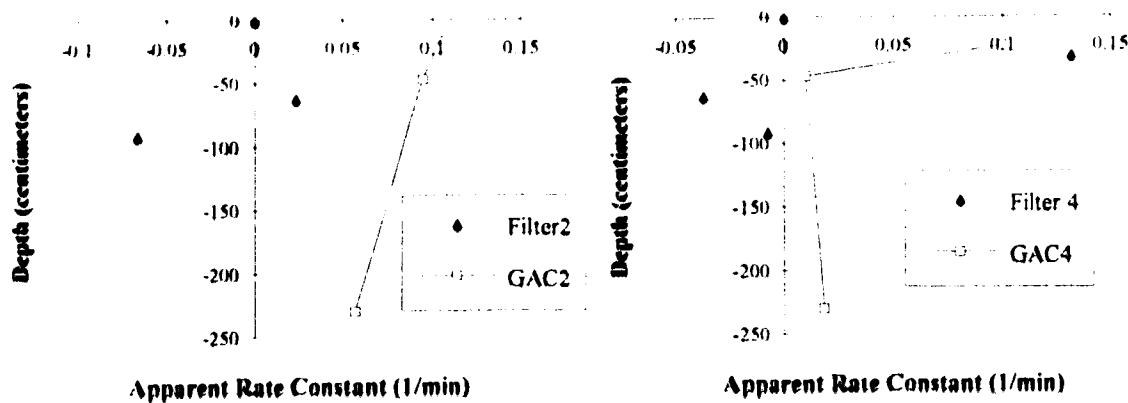 0
-0.1 -0.05 0 0.05 0.1 0.15
-50
-100
-150
-200
-250
Depth (centimeters)
Filter2
GAC2
Apparent Rate Constant (1/min)
0
-0.05 0 0.05 0.1 0.15
-50
-100
-150
-200
-250
Depth (centimeters)
Filter 4
GAC4
Apparent Rate Constant (1/min)